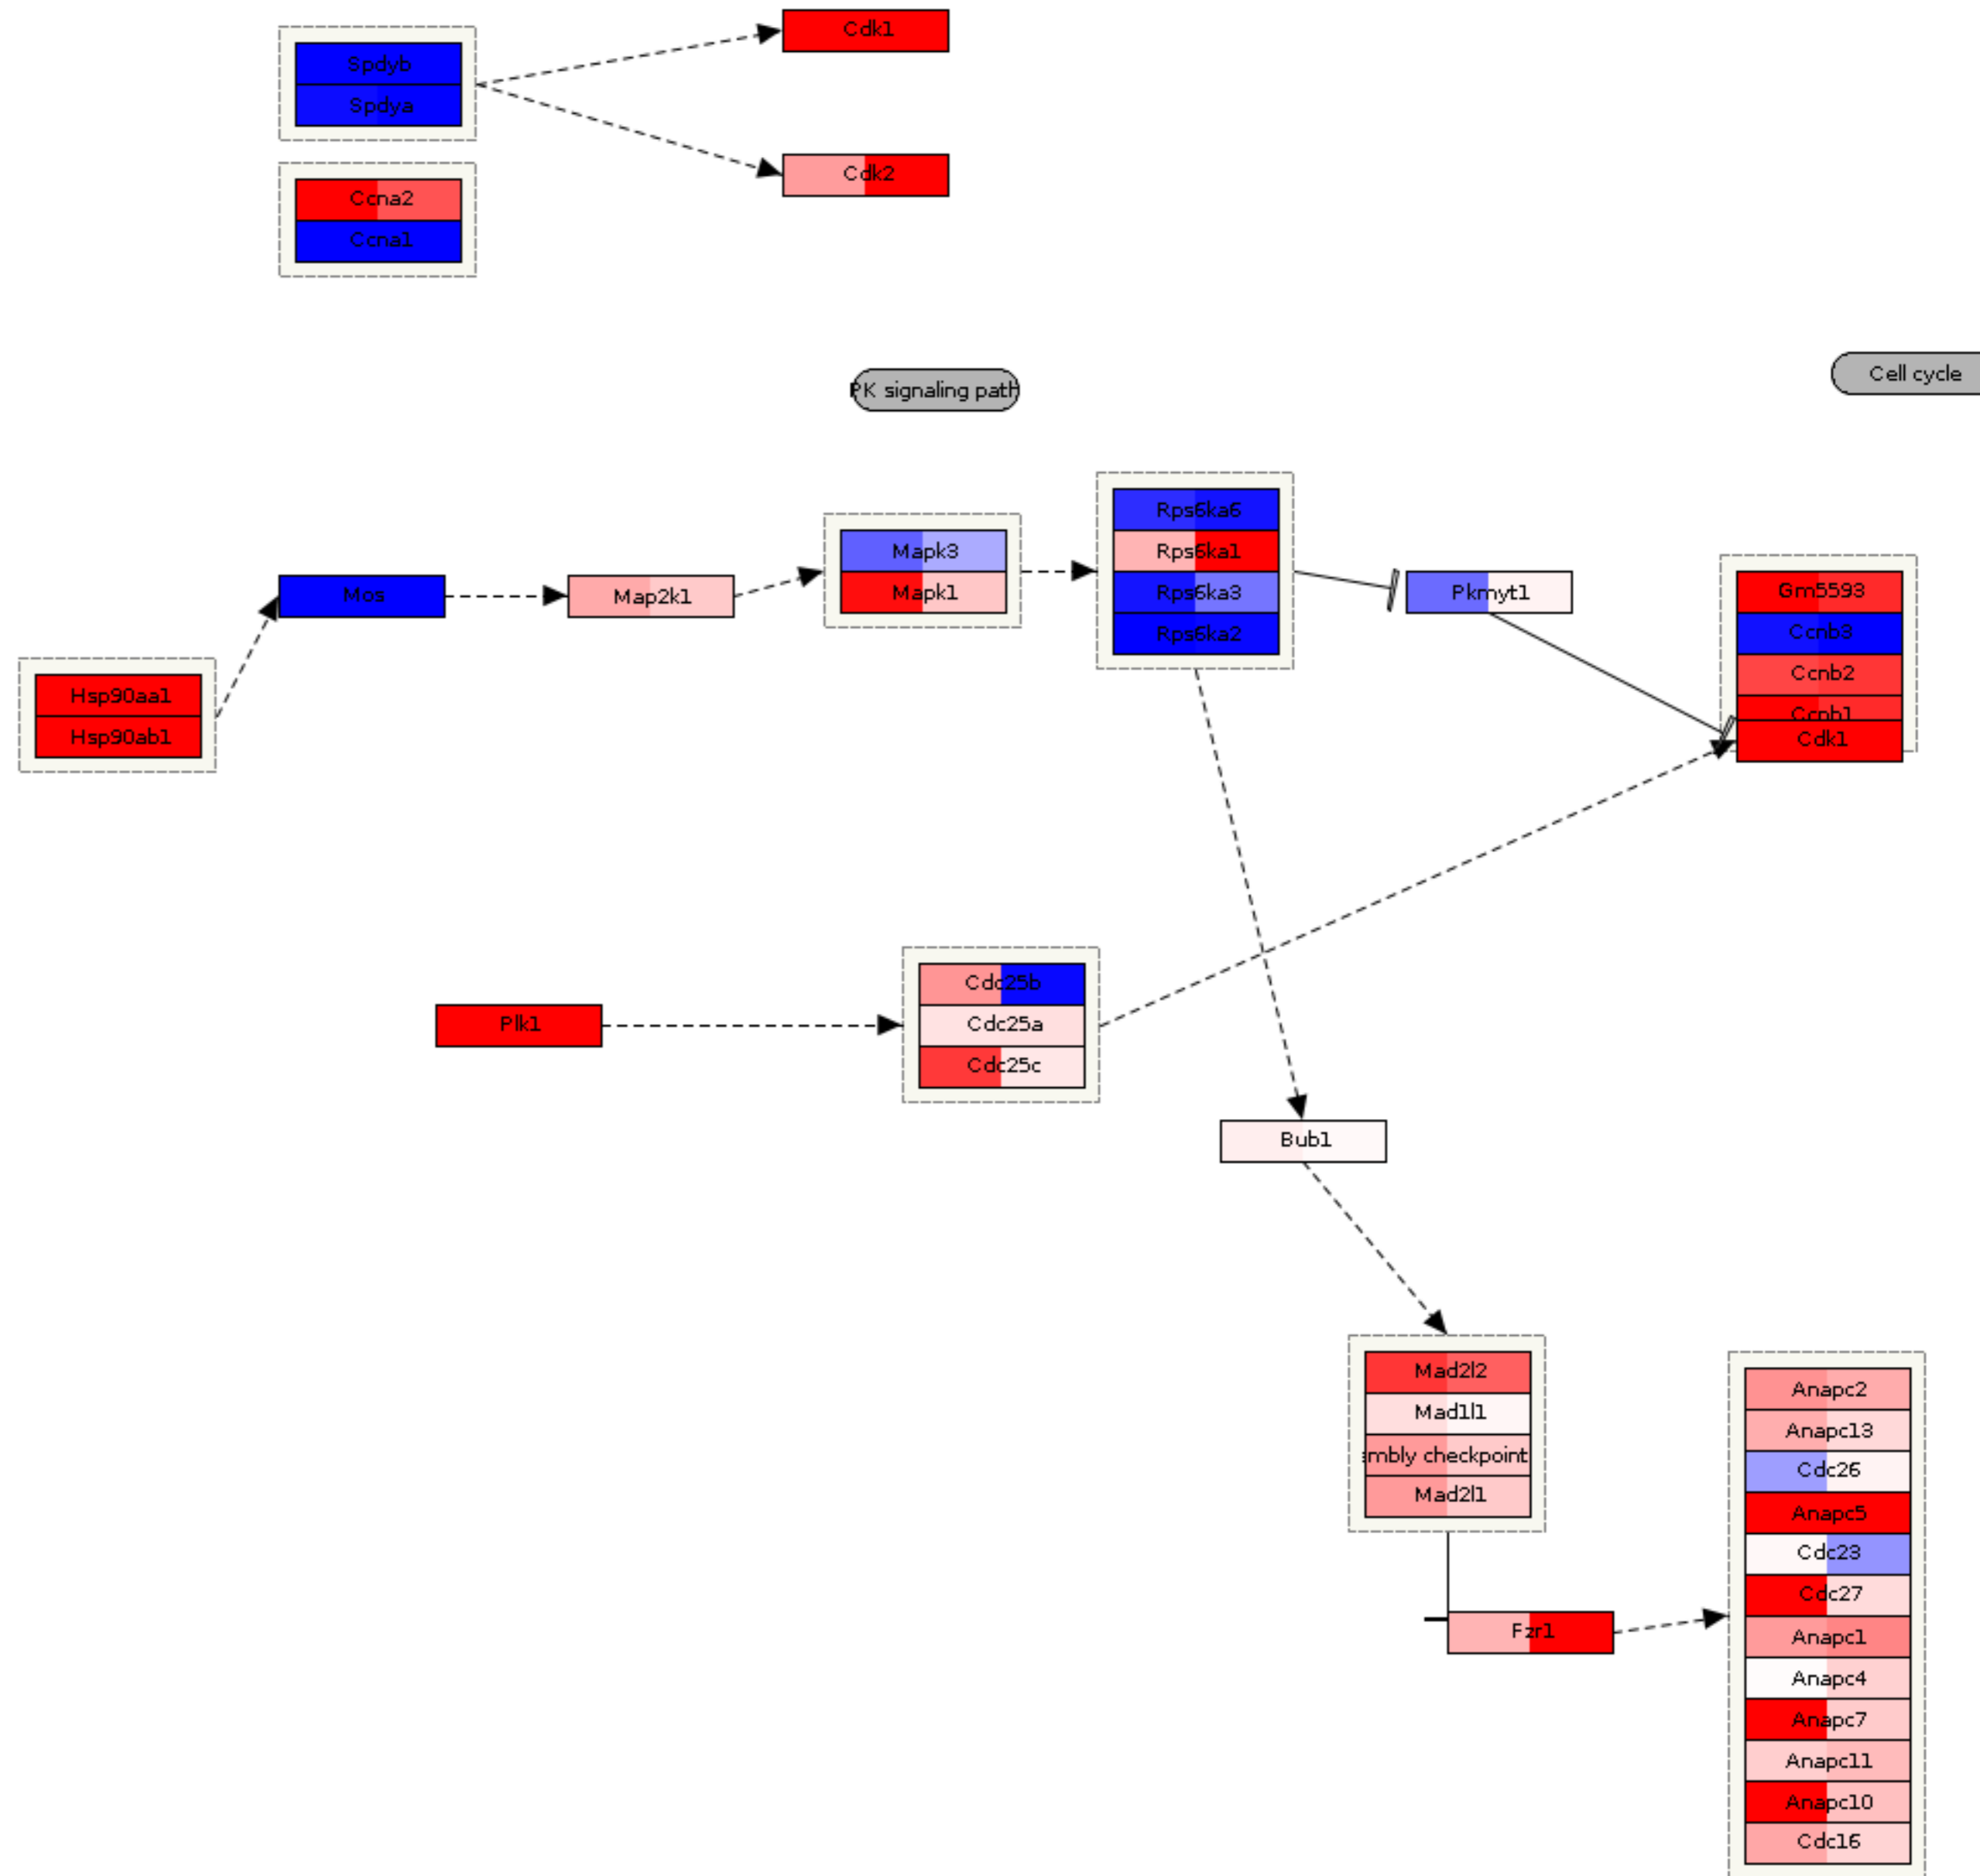 Cdk1
Spdyb
Spdya
Cdk2
Ccna2
Ccna1
PK signaling path
Cell cycle
Rps6ka6
Mapk3
Rps6ka1
Mos
Map2k1
Mapk1
Rps6ka3
Pkmyt1
Rps6ka2
Gm5593
Ccnb3
Ccnb2
Ccnb1
Cdk1
Hsp90aa1
Hsp90ab1
Cdc25b
Plk1
Cdc25a
Cdc25c
Bub1
Mad2l2
Mad1l1
mbly checkpoint
Mad2l1
Fzr1
Anapc2
Anapc13
Cdc26
Anapc5
Cdc23
Cdc27
Anapc1
Anapc4
Anapc7
Anapc11
Anapc10
Cdc16